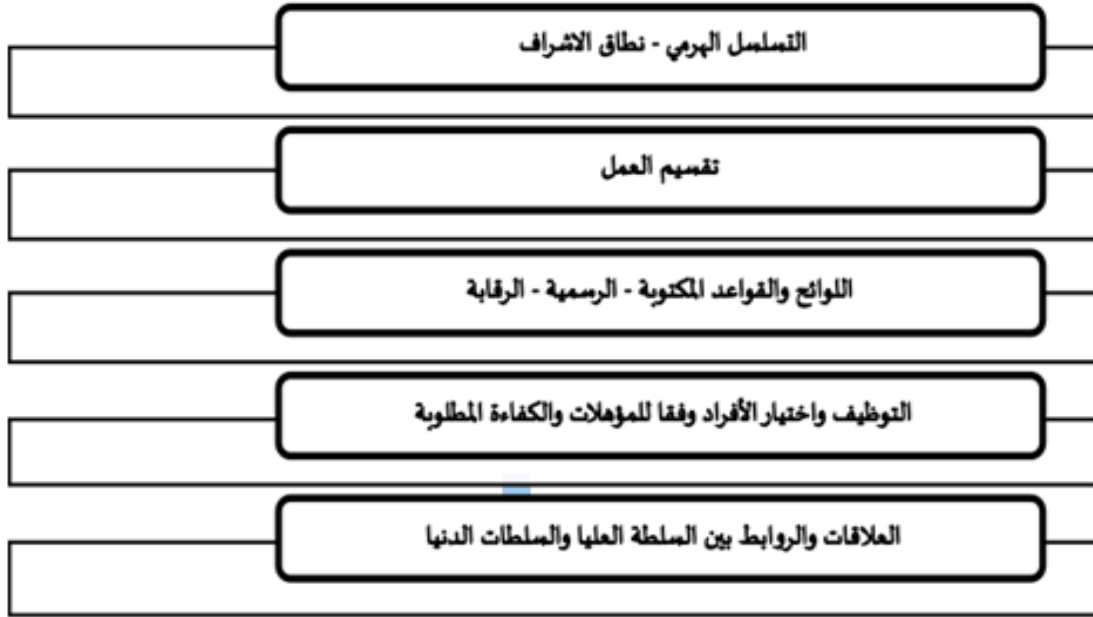 التسلسل الهرمي - نطاق الاشراف
تقسيم العمل
اللوائح والقواعد المكتوبة - الرسمية - الرقابة
التوظيف واختيار الأفراد وفقا للمؤهلات والكفاءة المطلوبة
العلاقات والروابط بين السلطة العليا والسلطات الدنيا